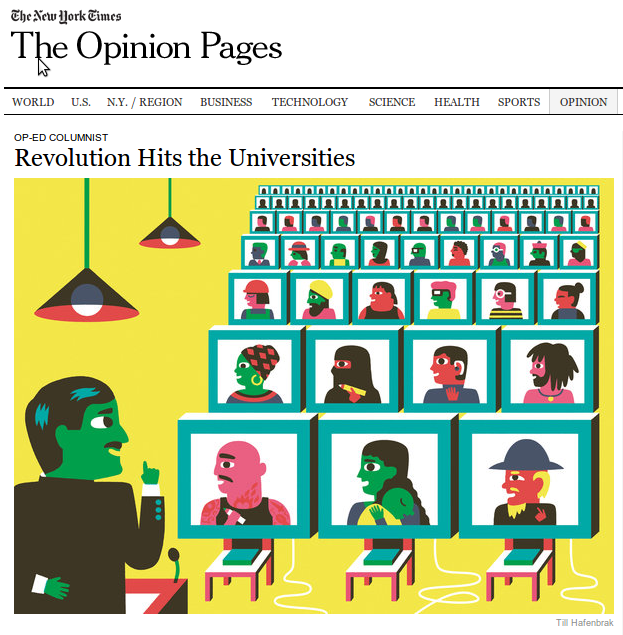 The New York Times
The Opinion Pages
WORLD U.S. N.Y. / REGION BUSINESS TECHNOLOGY SCIENCE HEALTH SPORTS OPINION
OP-ED COLUMNIST
Revolution Hits the Universities
Till Hafenbrak